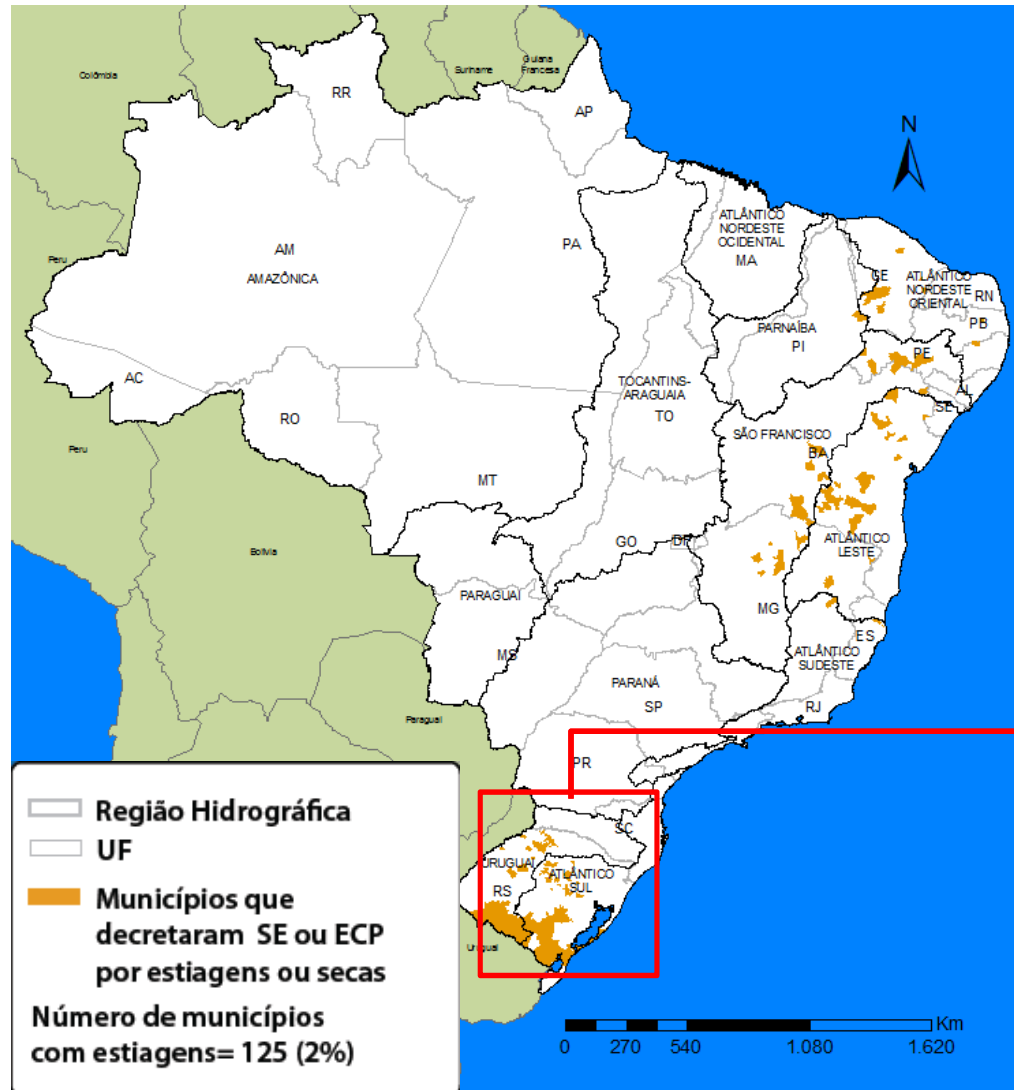 Colômbia
Suriname
Guiana
Francesa
RR
AP
N
ATLÂNTICO
NORDESTE
OCIDENTAL
MA
PA
AM
AMAZÔNICA
Peru
CE
ATLÂNTICO
NORDESTE
ORIENTAL
RN
PB
PARNAÍBA
PI
PE
AL
SE
AC
RO
TOCANTINS-
ARAGUAIA
TO
SÃO FRANCISCO
BA
Peru
MT
Bolívia
GO
DF
ATLÂNTICO
LESTE
PARAGUAI
MG
MS
ES
ATLÂNTICO
SUDESTE
PARANÁ
SP
RJ
Paraguai
PR
SC
URUGUAI
ATLÂNTICO
SUL
RS
Uruguai
Região Hidrográfica
UF
Municípios que
decretaram SE ou ECP
por estiagens ou secas
Número de municípios
com estiagens= 125 (2%)
Km
0 270 540 1.080 1.620